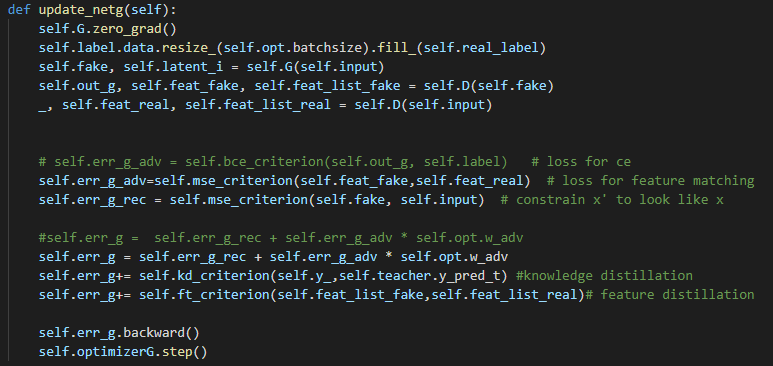 def update_netg(self):
    self.G.zero_grad()
    self.label.data.resize_(self.opt.batchsize).fill_(self.real_label)
    self.fake, self.latent_i = self.G(self.input)
    self.out_g, self.feat_fake, self.feat_list_fake = self.D(self.fake)
    _, self.feat_real, self.feat_list_real = self.D(self.input)
    # self.err_g_adv = self.bce_criterion(self.out_g, self.label)   # loss for ce
    self.err_g_adv=self.mse_criterion(self.feat_fake,self.feat_real)  # loss for feature matching
    self.err_g_rec = self.mse_criterion(self.fake, self.input)  # constrain x' to look like x
    #self.err_g =  self.err_g_rec + self.err_g_adv * self.opt.w_adv
    self.err_g = self.err_g_rec + self.err_g_adv * self.opt.w_adv
    self.err_g+= self.kd_criterion(self.y_,self.teacher.y_pred_t) #knowledge distillation
    self.err_g+= self.ft_criterion(self.feat_list_fake,self.feat_list_real)# feature distillation
    self.err_g.backward()
    self.optimizerG.step()